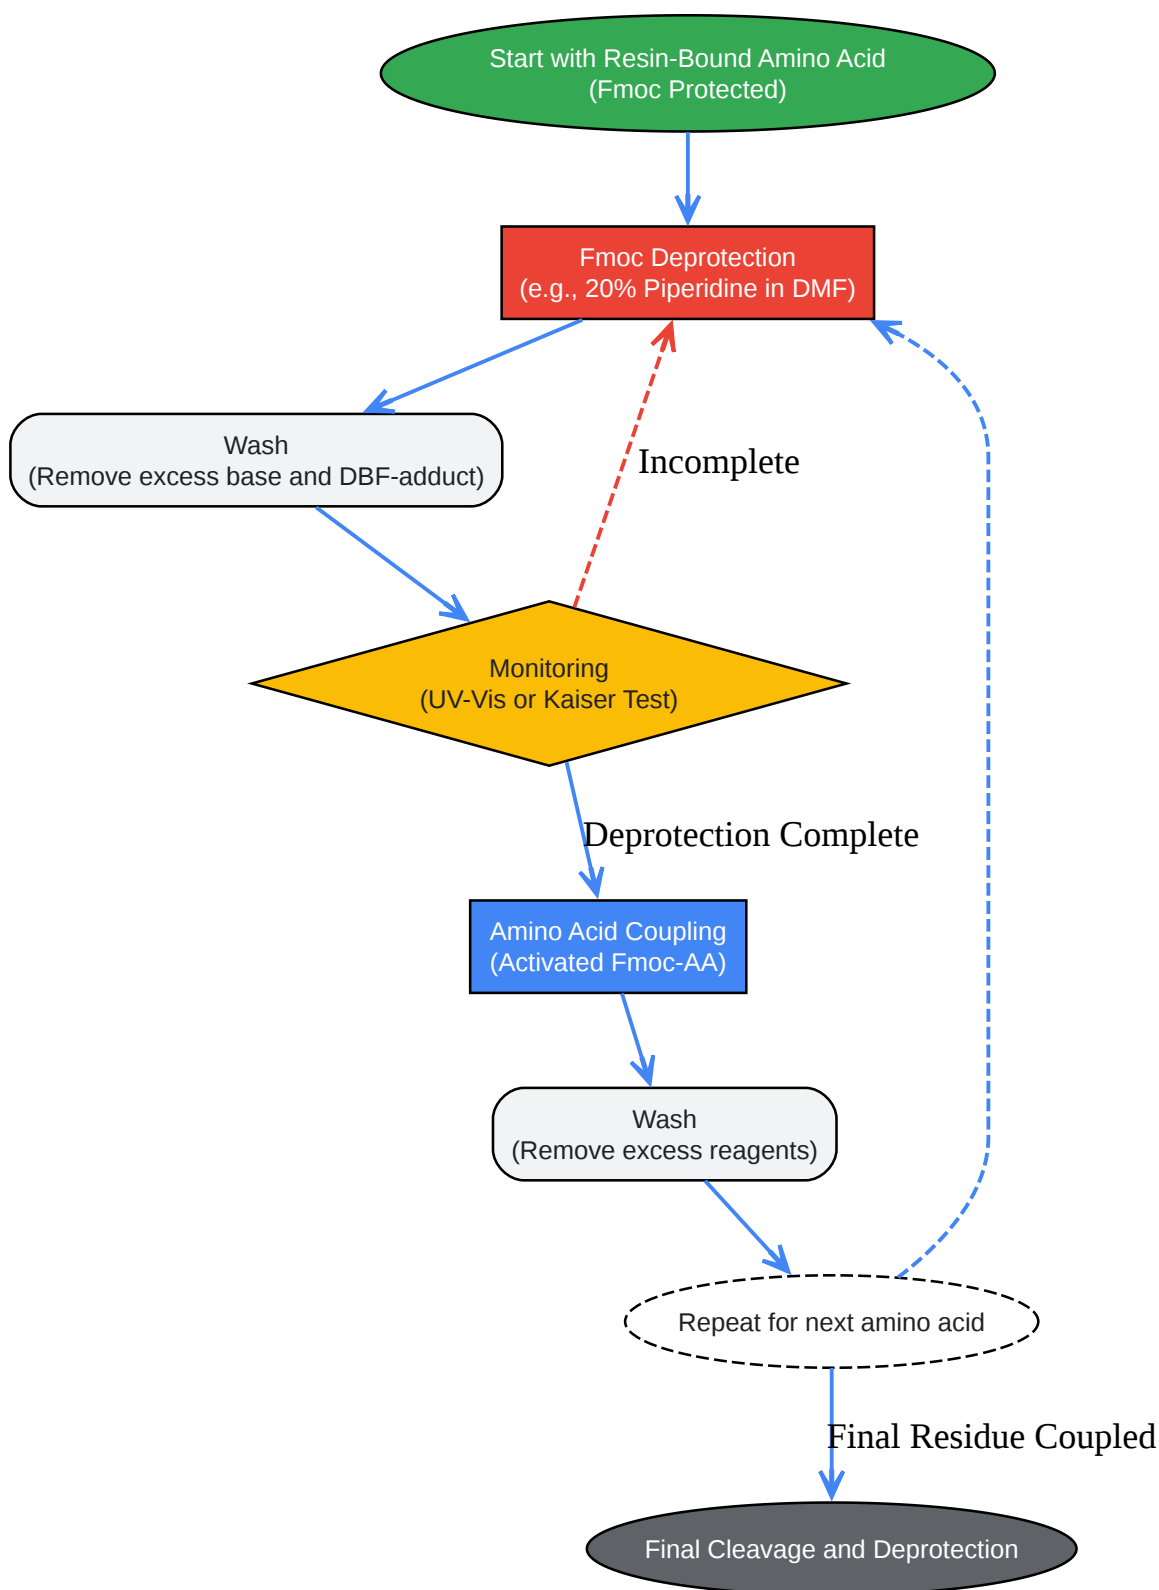 Start with Resin-Bound Amino Acid
(Fmoc Protected)
Fmoc Deprotection
(e.g., 20% Piperidine in DMF)
Wash
(Remove excess base and DBF-adduct)
Incomplete
Monitoring
(UV-Vis or Kaiser Test)
Deprotection Complete
Amino Acid Coupling
(Activated Fmoc-AA)
Wash
(Remove excess reagents)
Repeat for next amino acid
Final Residue Coupled
Final Cleavage and Deprotection